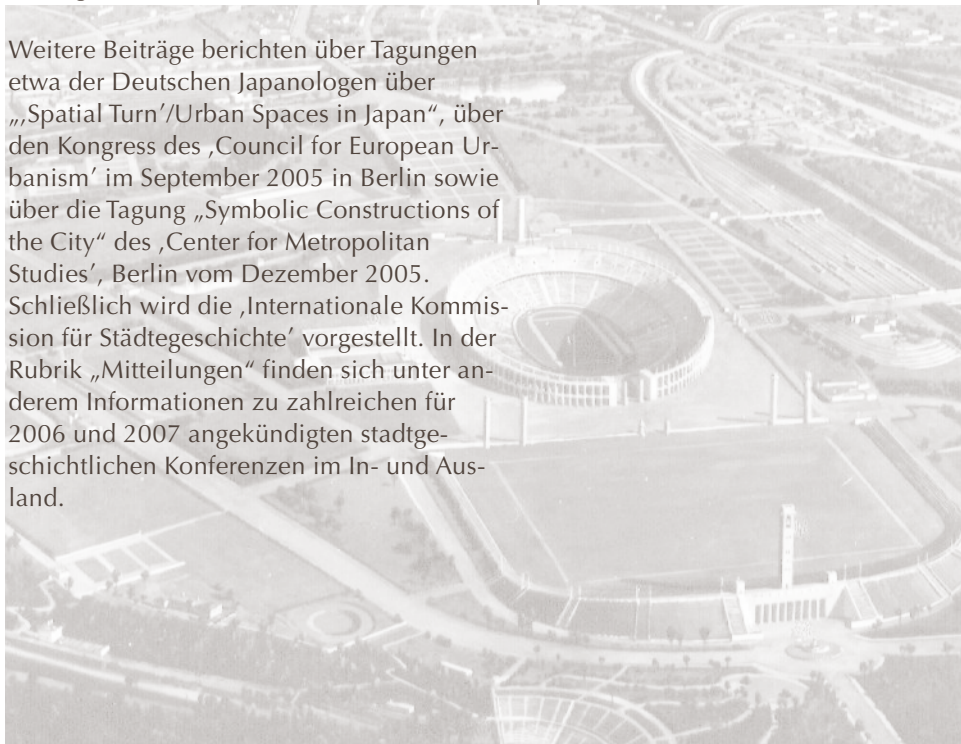 Weitere Beiträge berichten über Tagungen
etwa der Deutschen Japanologen über
„‚Spatial Turn’/Urban Spaces in Japan“, über
den Kongress des ‚Council for European Ur-
banism’ im September 2005 in Berlin sowie
über die Tagung „Symbolic Constructions of
the City“ des ‚Center for Metropolitan
Studies’, Berlin vom Dezember 2005.
Schließlich wird die ‚Internationale Kommis-
sion für Städtegeschichte’ vorgestellt. In der
Rubrik „Mitteilungen“ finden sich unter an-
derem Informationen zu zahlreichen für
2006 und 2007 angekündigten stadtge-
schichtlichen Konferenzen im In- und Aus-
land.